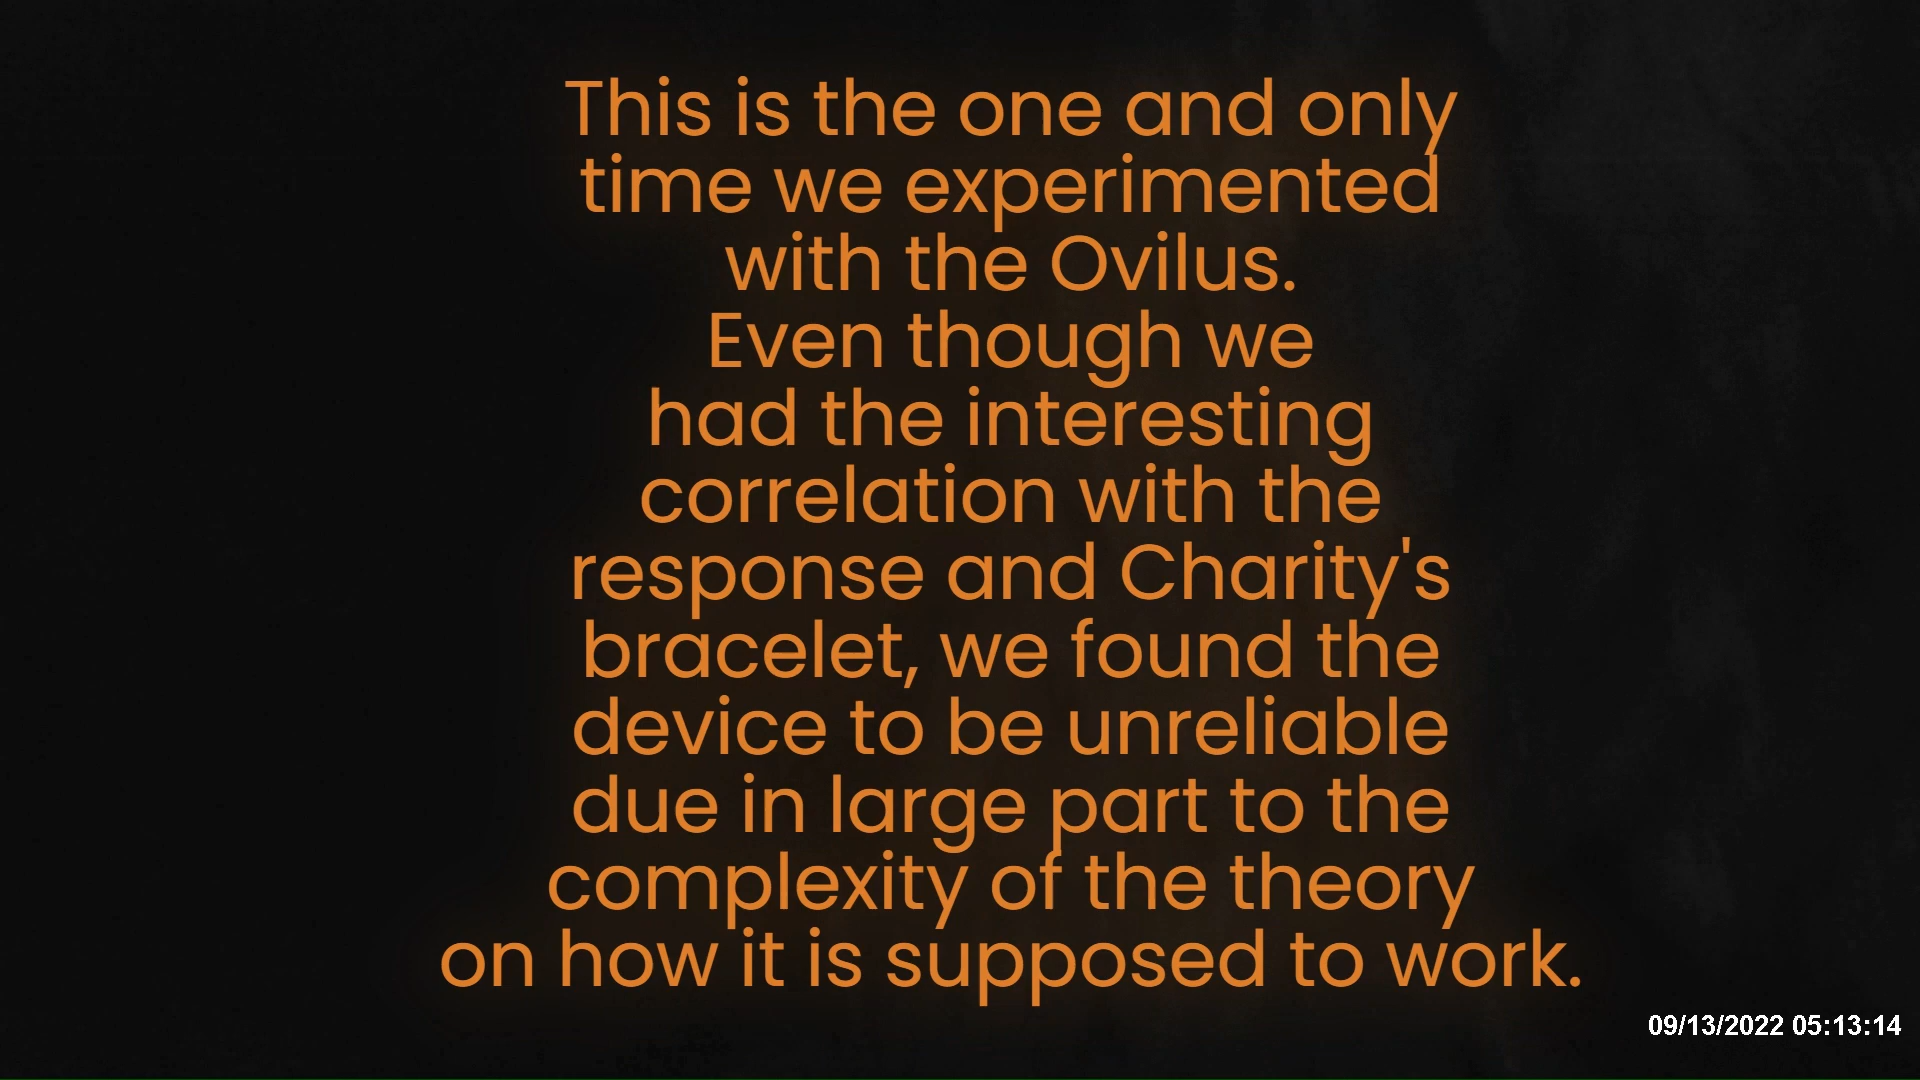 This is the one and only
time we experimented
with the Ovilus.
Even though we
had the interesting
correlation with the
response and Charity's
bracelet, we found the
device to be unreliable
due in large part to the
complexity of the theory
on how it is supposed to work.
09/13/2022 05:13:14